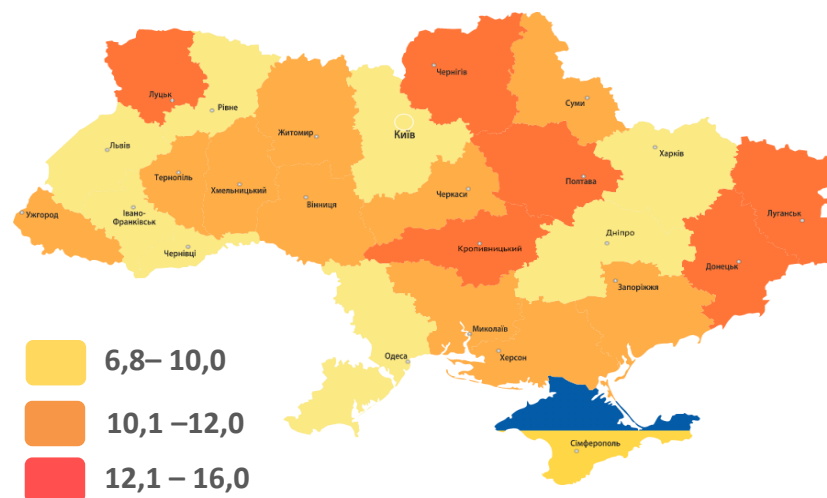 Чернігів
Луцьк
Суми
Рівне
Київ
Житомир
Львів
Харків
Тернопіль
Полтава
Хмельницький
Черкаси
Вінниця
Ужгород
Івано-
Франківськ
Луганськ
Дніпро
Чернівці
Кропивницький
Донецьк
Запоріжжя
Миколаїв
Одеса
Херсон
6,8– 10,0
10,1 –12,0
Сімферополь
12,1 – 16,0